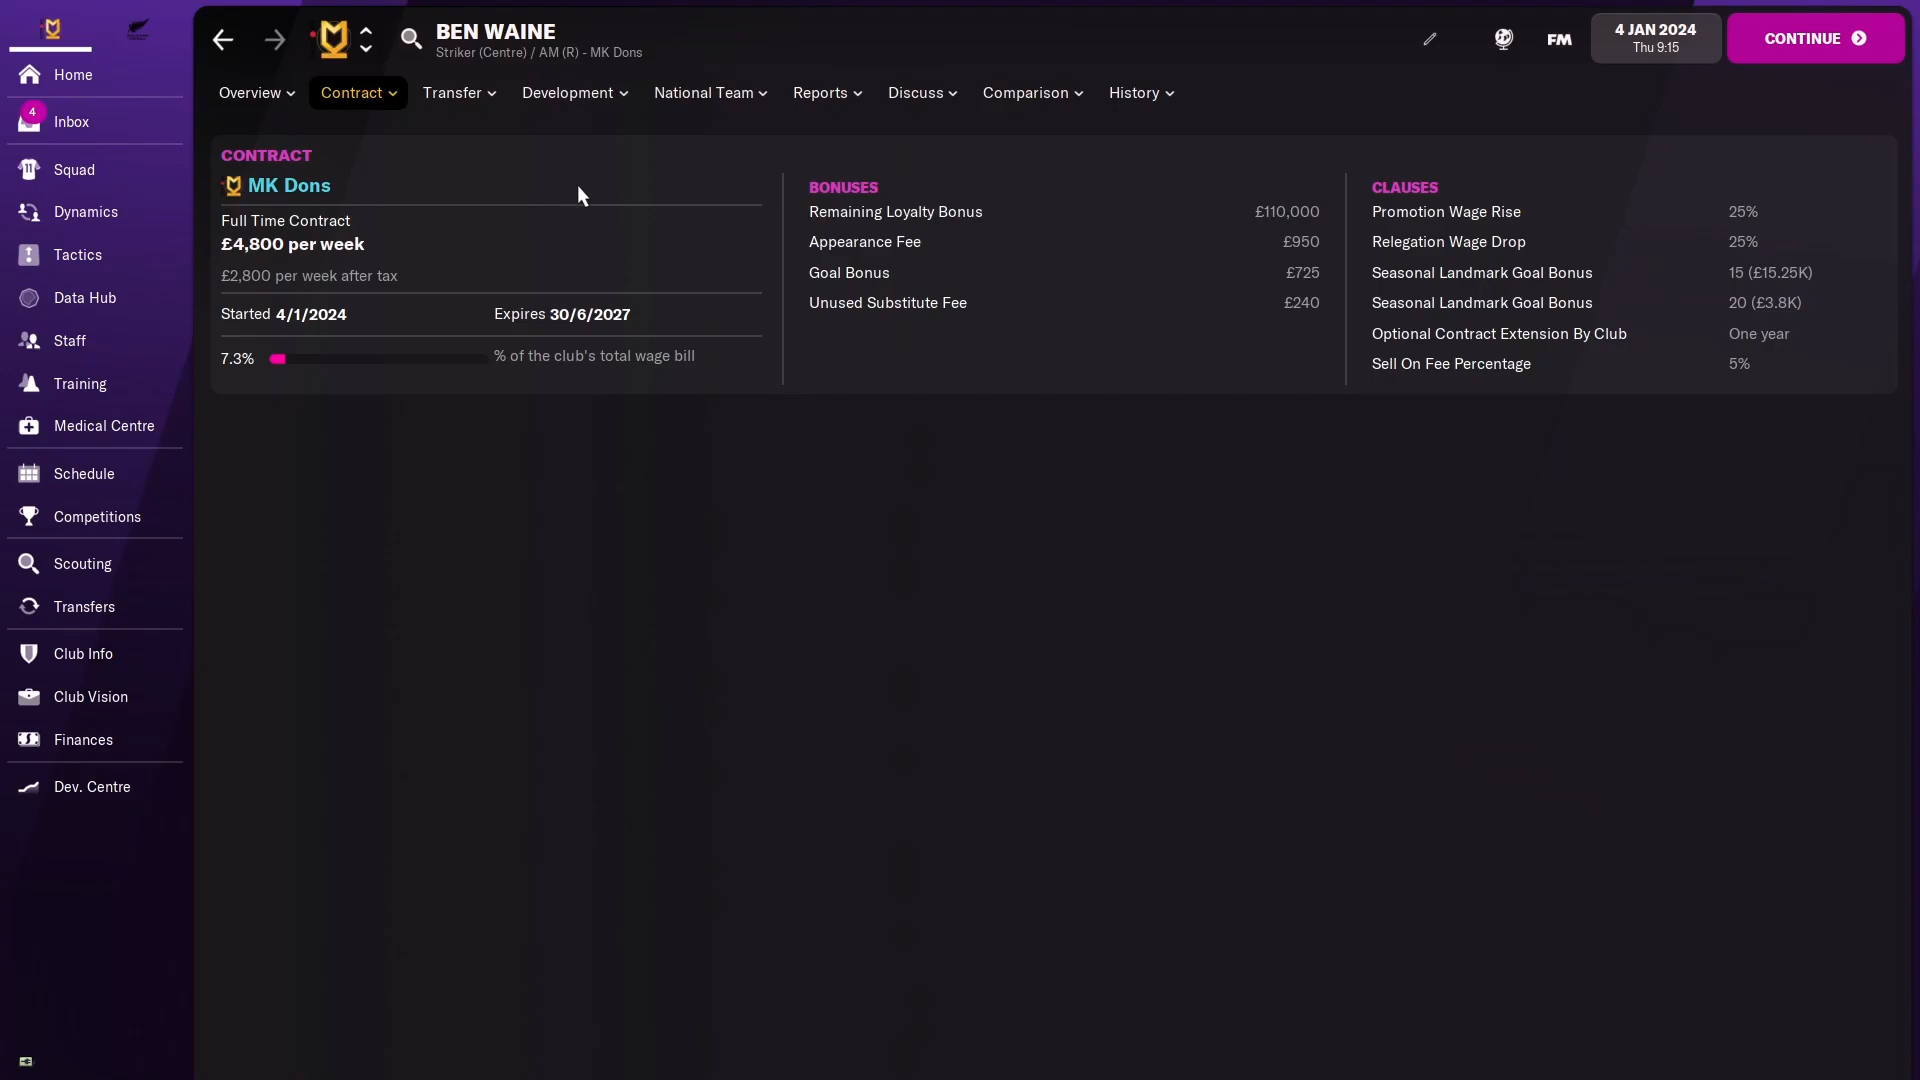 BEN WAINE
Striker (Centre) / AM (R) - MK Dons
FM
4 JAN 2024
Thu 9:15
CONTINUE
Home
4
Inbox
Squad
Dynamics
Tactics
Data Hub
Staff
Training
Medical Centre
Schedule
Competitions
Scouting
Transfers
Club Info
Club Vision
Finances
Dev. Centre
Overview
Contract
Transfer
Development
National Team
Reports
Discuss
Comparison
History
CONTRACT
MK Dons
Full Time Contract
£4,800 per week
£2,800 per week after tax
Started 4/1/2024 Expires 30/6/2027
7.3% % of the club's total wage bill
BONUSES
Remaining Loyalty Bonus £110,000
Appearance Fee £950
Goal Bonus £725
Unused Substitute Fee £240
CLAUSES
Promotion Wage Rise 25%
Relegation Wage Drop 25%
Seasonal Landmark Goal Bonus 15 (£15.25K)
Seasonal Landmark Goal Bonus 20 (£3.8K)
Optional Contract Extension By Club One year
Sell On Fee Percentage 5%